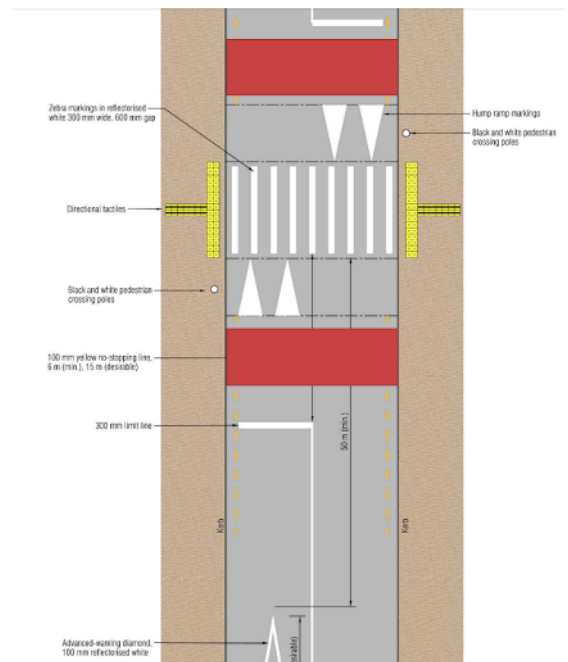 Zebra markings in reflectorised
white 300 mm wide, 600 mm gap
Hump ramp markings
Black and white pedestrian
crossing poles
Directional tactiles
Black and white pedestrian
crossing poles
100 mm yellow no-stopping line,
6 m (min.), 15 m (desirable)
300 mm limit line
50 m (min.)
Kerb
Kerb
Advanced-warning diamond,
100 mm reflectorised white